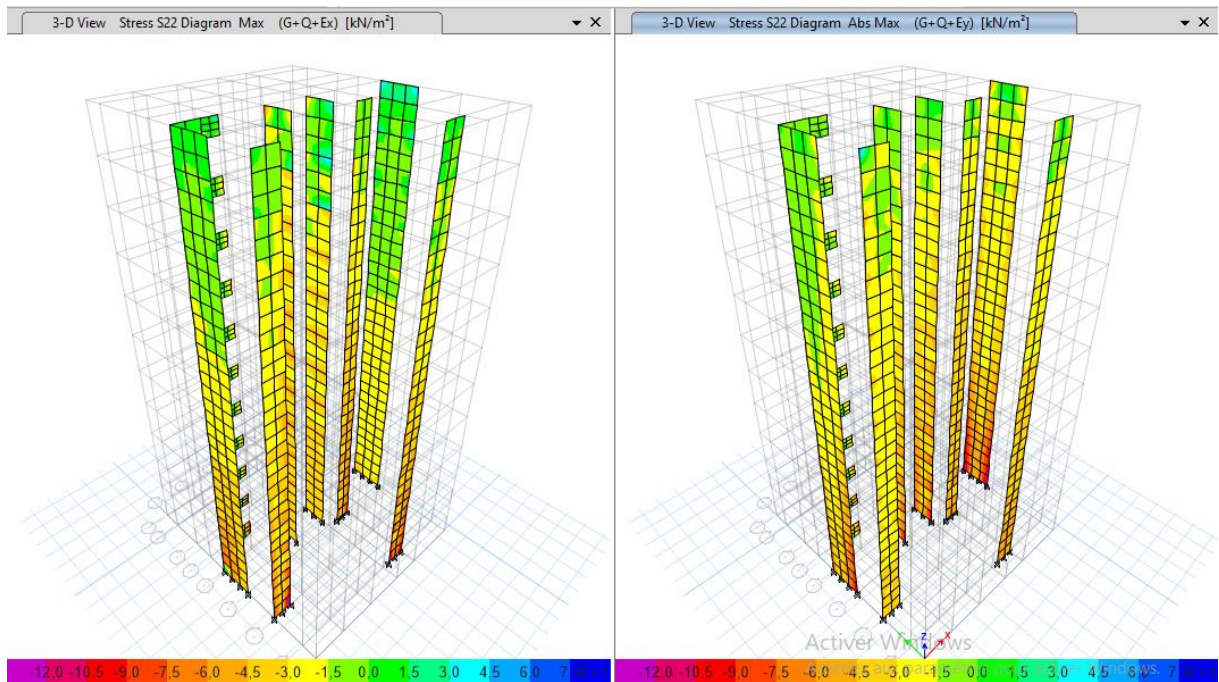 3-D View Stress S22 Diagram Max (G+Q+Ex) [kN/m²]
3-D View Stress S22 Diagram Abs Max (G+Q+Ey) [kN/m²]
Z
X
Activer Windows
-12,0 -10,5 -9,0 -7,5 -6,0 -4,5 -3,0 -1,5 0,0 1,5 3,0 4,5 6,0
-12,0 -10,5 -9,0 -7,5 -6,0 -4,5 -3,0 -1,5 0,0 1,5 3,0 4,5 6,0